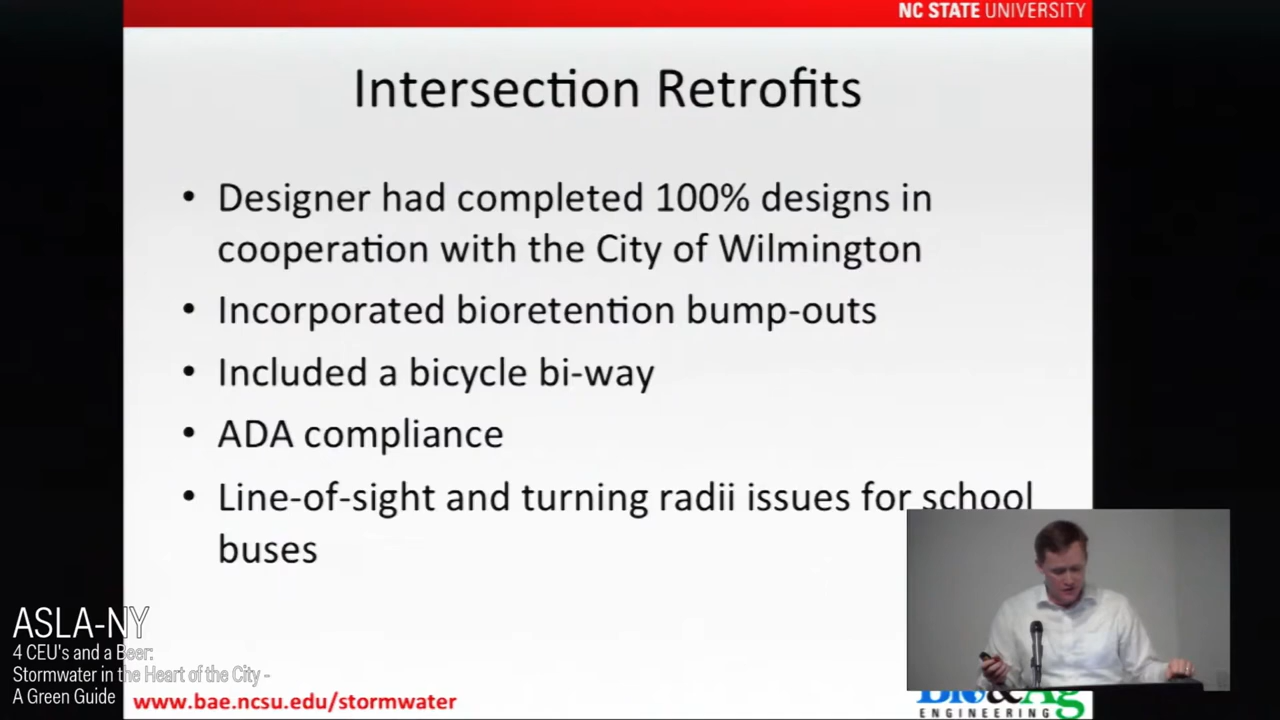 NC STATE UNIVERSITY
Intersection Retrofits
• Designer had completed 100% designs in
cooperation with the City of Wilmington
• Incorporated bioretention bump-outs
• Included a bicycle bi-way
• ADA compliance
• Line-of-sight and turning radii issues for school
buses
ASLA-NY
4 CEU's and a Beer:
Stormwater in the Heart of the City -
A Green Guide
www.bae.ncsu.edu/stormwater
Bio&Ag
ENGINEERING